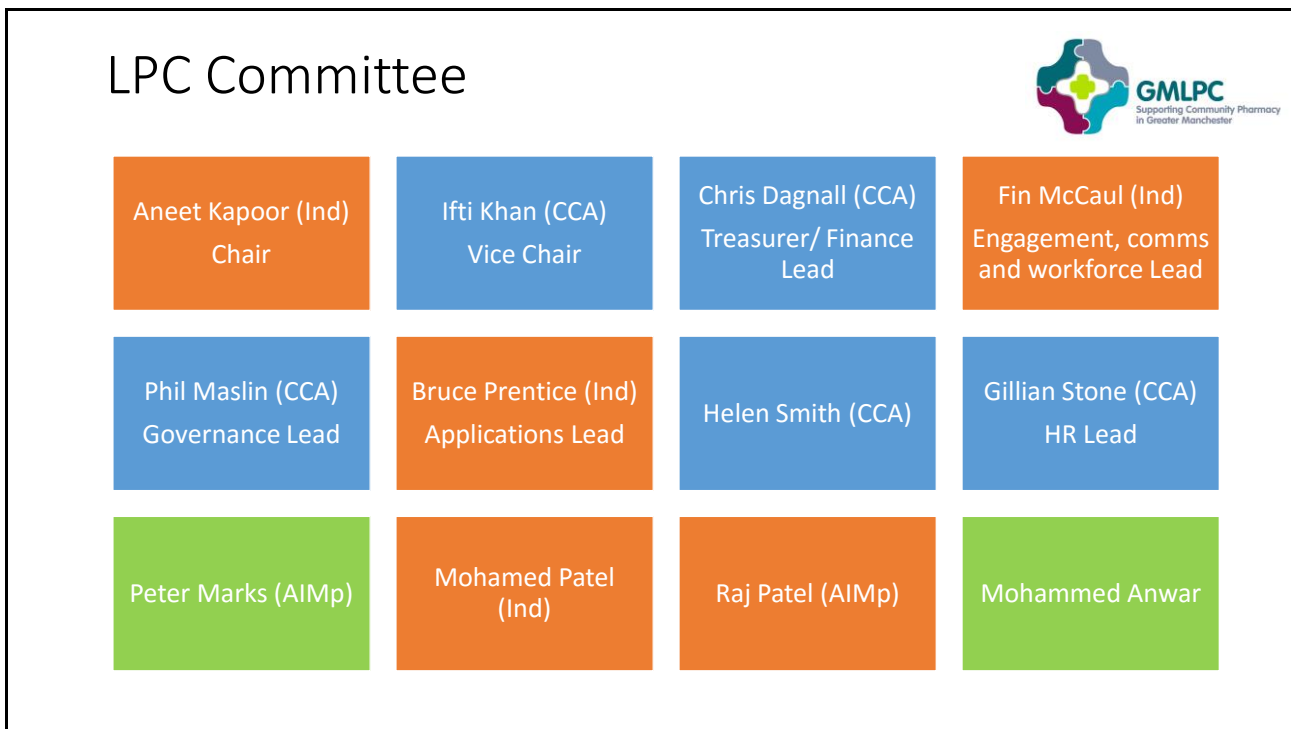 LPC Committee
GMLPC
Supporting Community Pharmacy
in Greater Manchester
Aneet Kapoor (Ind)
Chair
Ifti Khan (CCA)
Vice Chair
Chris Dagnall (CCA)
Treasurer/ Finance
Lead
Fin McCaul (Ind)
Engagement, comms
and workforce Lead
Phil Maslin (CCA)
Governance Lead
Bruce Prentice (Ind)
Applications Lead
Helen Smith (CCA)
Gillian Stone (CCA)
HR Lead
Peter Marks (AIMp)
Mohamed Patel
(Ind)
Raj Patel (AIMp)
Mohammed Anwar